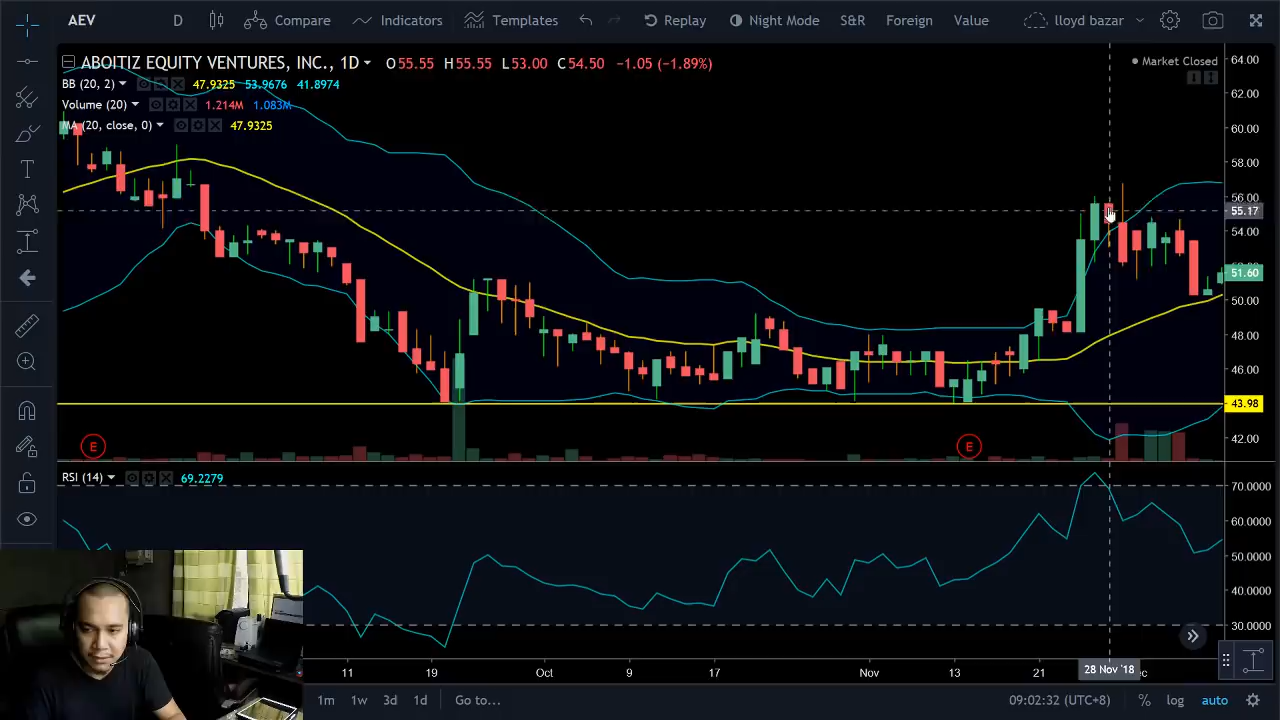 AEV D Compare Indicators Templates Replay Night Mode S&R Foreign Value lloyd bazar
ABOITIZ EQUITY VENTURES, INC., 1D O55.55 H55.55 L53.00 C54.50 -1.05 (-1.89%)
Market Closed
BB (20, 2) 47.9325 53.9676 41.8974
Volume (20) 1.214M 1.083M
MA (20, close, 0) 47.9325
64.00
62.00
60.00
58.00
56.00
55.17
54.00
51.60
50.00
48.00
46.00
43.98
42.00
E E
RSI (14) 69.2279
70.0000
60.0000
50.0000
40.0000
30.0000
11 19 Oct 9 17 Nov 13 21 28 Nov '18
1m 1w 3d 1d Go to... 09:02:32 (UTC+8) % log auto